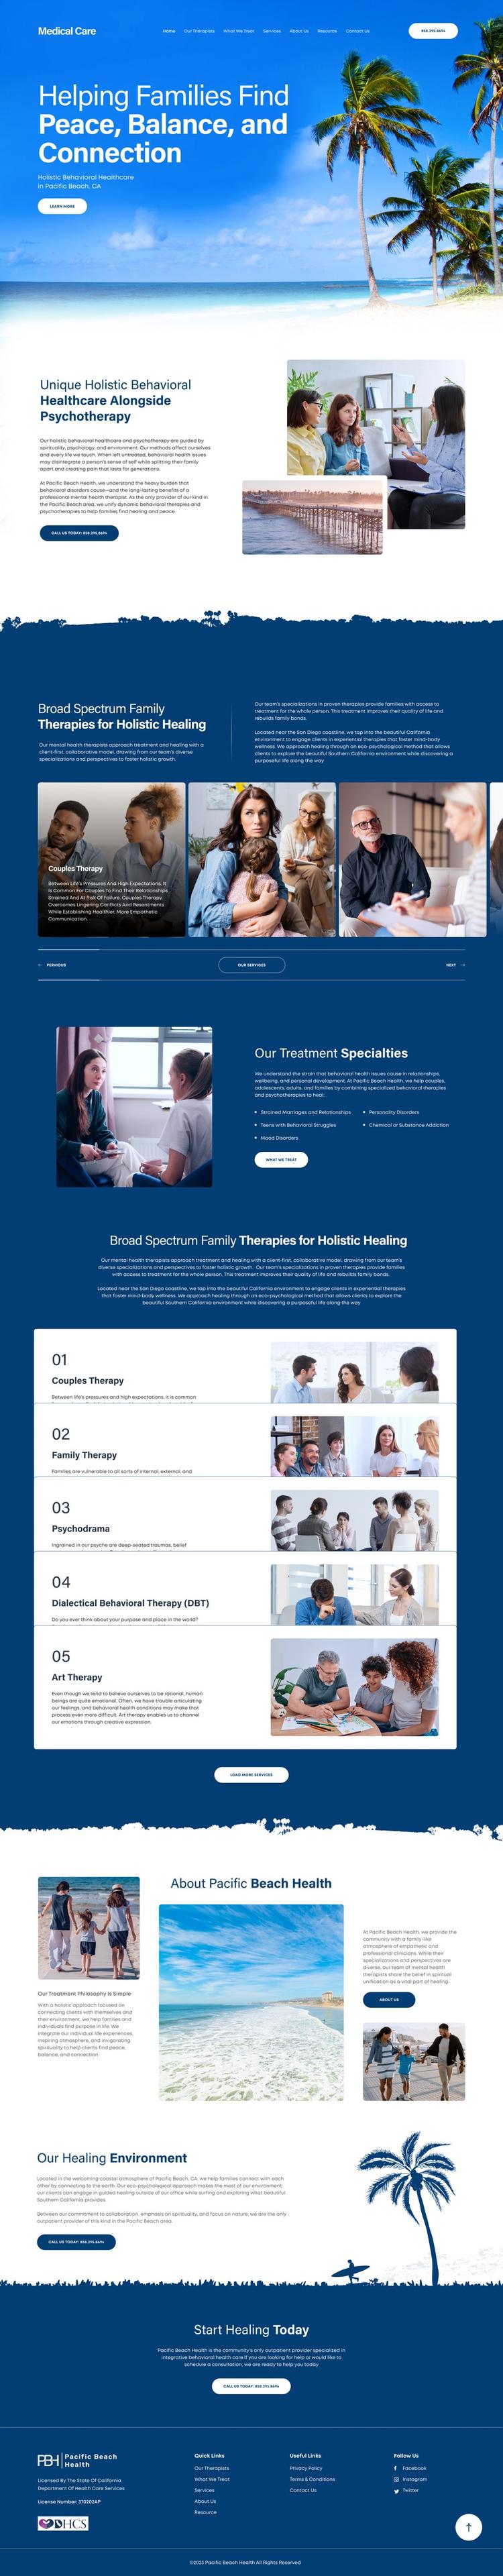 Medical Care
Home Our Therapists What We Treat Services About Us Resource Contact Us
858.295.8694
Helping Families Find
Peace, Balance, and
Connection
Holistic Behavioral Healthcare
in Pacific Beach, CA
LEARN MORE
Unique Holistic Behavioral
Healthcare Alongside
Psychotherapy
Our holistic behavioral healthcare and psychotherapy are guided by
spirituality, psychology, and environment. Our methods affect ourselves
and every life we touch. When left untreated, behavioral health issues
may disintegrate a person's sense of self while splitting their family
apart and creating pain that lasts for generations.
At Pacific Beach Health, we understand the heavy burden that
behavioral disorders cause—and the long-lasting benefits of a
professional mental health therapist. As the only provider of our kind in
the Pacific Beach area, we unify dynamic behavioral therapies and
psychotherapies to help families find healing and peace.
CALL US TODAY: 858.295.8694
Broad Spectrum Family
Therapies for Holistic Healing
Our mental health therapists approach treatment and healing with a
client-first, collaborative model, drawing from our team's diverse
specializations and perspectives to foster holistic growth.
Our team's specializations in proven therapies provide families with access to
treatment for the whole person. This treatment improves their quality of life and
rebuilds family bonds.
Located near the San Diego coastline, we tap into the beautiful California
environment to engage clients in experiential therapies that foster mind-body
wellness. We approach healing through an eco-psychological method that allows
clients to explore the beautiful Southern California environment while discovering a
purposeful life along the way
Couples Therapy
Between Life's Pressures And High Expectations, It
Is Common For Couples To Find Their Relationships
Strained And At Risk Of Failure. Couples Therapy
Overcomes Lingering Conflicts And Resentments
While Establishing Healthier, More Empathetic
Communication.
PERVIOUS
OUR SERVICES
NEXT
Our Treatment Specialties
We understand the strain that behavioral health issues cause in relationships,
wellbeing, and personal development. At Pacific Beach Health, we help couples,
adolescents, adults, and families by combining specialized behavioral therapies
and psychotherapies to heal:
Strained Marriages and Relationships
Personality Disorders
Teens with Behavioral Struggles
Chemical or Substance Addiction
Mood Disorders
WHAT WE TREAT
Broad Spectrum Family Therapies for Holistic Healing
Our mental health therapists approach treatment and healing with a client-first, collaborative model, drawing from our team's
diverse specializations and perspectives to foster holistic growth. Our team's specializations in proven therapies provide families
with access to treatment for the whole person. This treatment improves their quality of life and rebuilds family bonds.
Located near the San Diego coastline, we tap into the beautiful California environment to engage clients in experiential therapies
that foster mind-body wellness. We approach healing through an eco-psychological method that allows clients to explore the
beautiful Southern California environment while discovering a purposeful life along the way
01
Couples Therapy
Between life's pressures and high expectations, it is common
02
Family Therapy
Families are vulnerable to all sorts of internal, external, and
03
Psychodrama
Ingrained in our psyche are deep-seated traumas, belief
04
Dialectical Behavioral Therapy (DBT)
Do you ever think about your purpose and place in the world?
05
Art Therapy
Even though we tend to believe ourselves to be rational, human
beings are quite emotional. Often, we have trouble articulating
our feelings, and behavioral health conditions may make that
process even more difficult. Art therapy enables us to channel
our emotions through creative expression.
LOAD MORE SERVICES
About Pacific Beach Health
Our Treatment Philosophy Is Simple
With a holistic approach focused on
connecting clients with themselves and
their environment, we help families and
individuals find purpose in life. We
integrate our individual life experiences,
inspiring atmosphere, and invigorating
spirituality to help clients find peace,
balance, and connection
At Pacific Beach Health, we provide the
community with a family-like
atmosphere of empathetic and
professional clinicians. While their
specializations and perspectives are
diverse, our team of mental health
therapists share the belief in spiritual
unification as a vital part of healing
ABOUT US
Our Healing Environment
Located in the welcoming coastal atmosphere of Pacific Beach, CA, we help families connect with each
other by connecting to the earth. Our eco-psychological approach makes the most of our environment:
our clients can engage in guided healing outside of our office while surfing and exploring what beautiful
Southern California provides.
Between our commitment to collaboration, emphasis on spirituality, and focus on nature, we are the only
outpatient provider of this kind in the Pacific Beach area.
CALL US TODAY: 858.295.8694
Start Healing Today
Pacific Beach Health is the community's only outpatient provider specialized in
integrative behavioral health care.If you are looking for help or would like to
schedule a consultation, we are ready to help you today
CALL US TODAY: 858.295.8694
PBH Pacific Beach
Health
Licensed By The State Of California
Department Of Health Care Services
License Number: 370202AP
DHCS
Quick Links
Our Therapists
What We Treat
Services
About Us
Resource
Useful Links
Privacy Policy
Terms & Conditions
Contact Us
Follow Us
Facebook
Instagram
Twitter
©2023 Pacific Beach Health All Rights Reserved